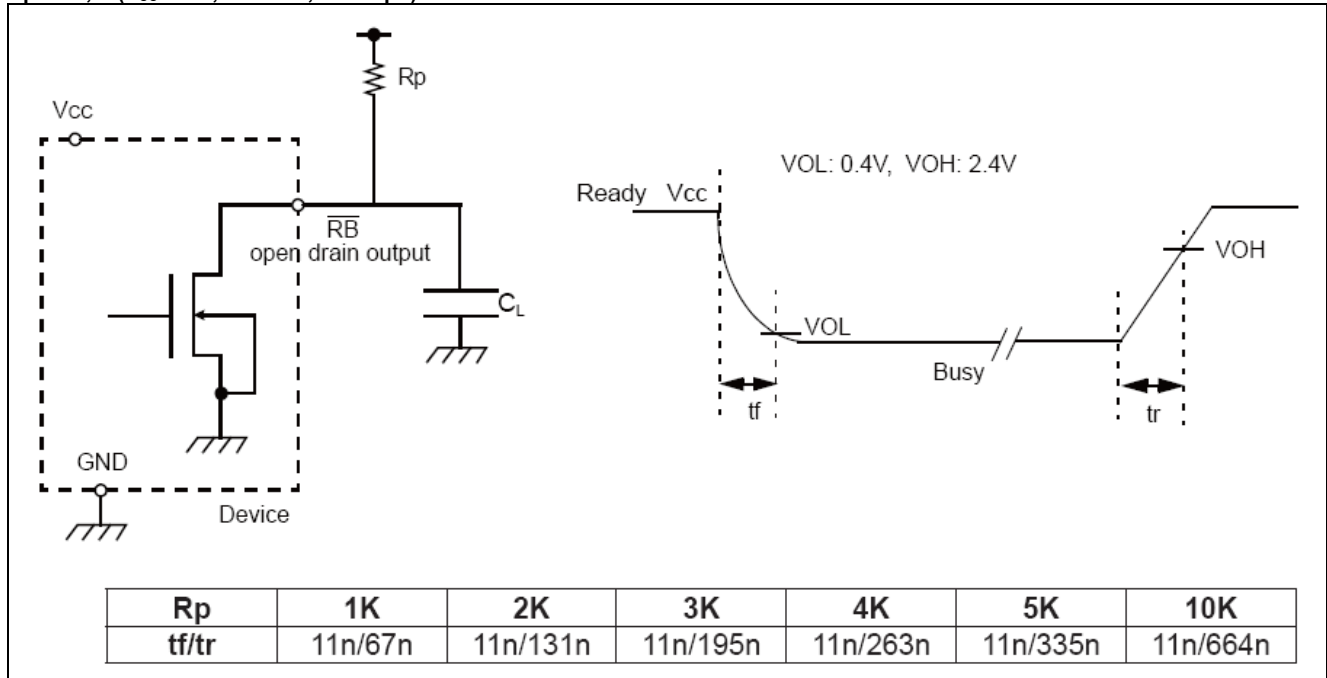 Rp
Vcc
RB
open drain output
CL
GND
Device
VOL: 0.4V, VOH: 2.4V
Ready Vcc
VOH
VOL
Busy
tf
tr
Rp 1K 2K 3K 4K 5K 10K
tf/tr 11n/67n 11n/131n 11n/195n 11n/263n 11n/335n 11n/664n